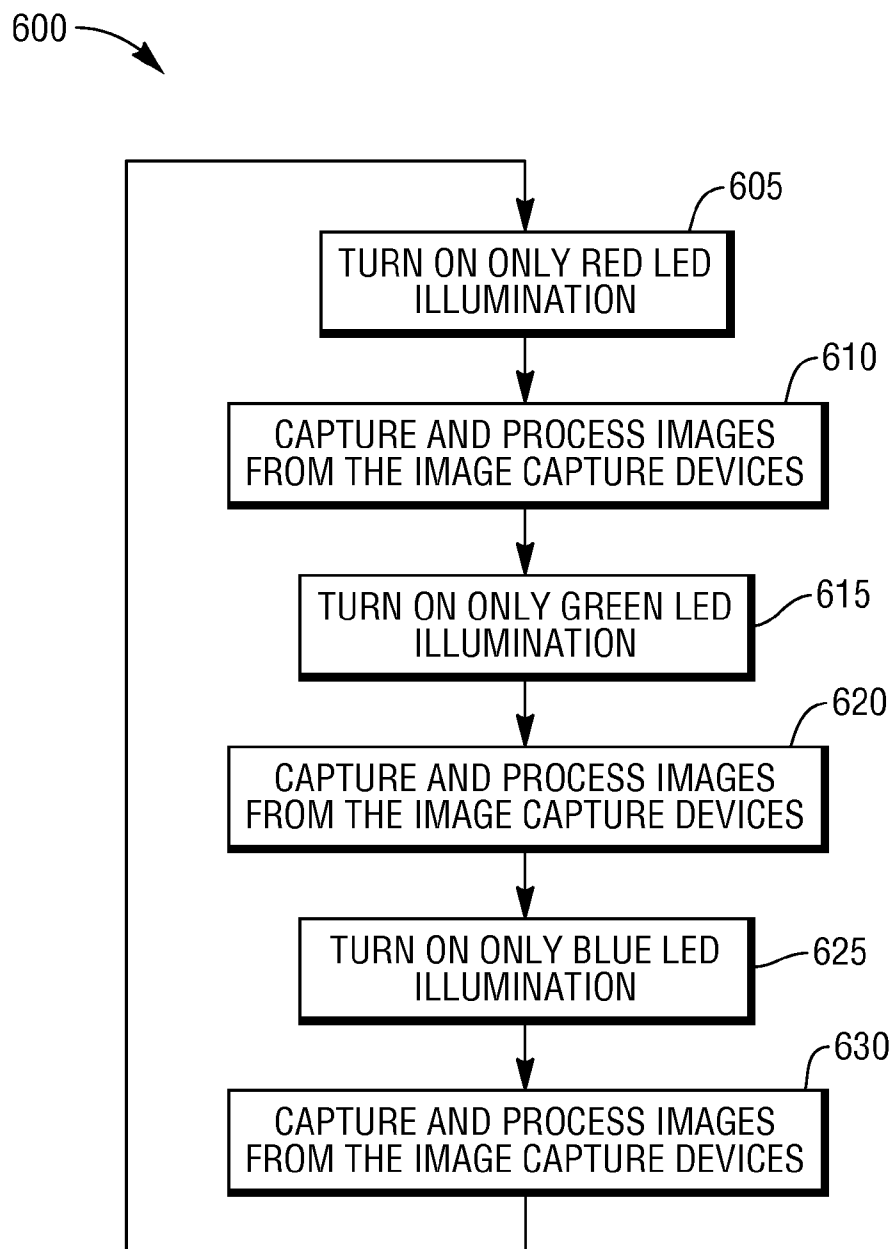 600
605
TURN ON ONLY RED LED
ILLUMINATION
610
CAPTURE AND PROCESS IMAGES
FROM THE IMAGE CAPTURE DEVICES
615
TURN ON ONLY GREEN LED
ILLUMINATION
620
CAPTURE AND PROCESS IMAGES
FROM THE IMAGE CAPTURE DEVICES
625
TURN ON ONLY BLUE LED
ILLUMINATION
630
CAPTURE AND PROCESS IMAGES
FROM THE IMAGE CAPTURE DEVICES